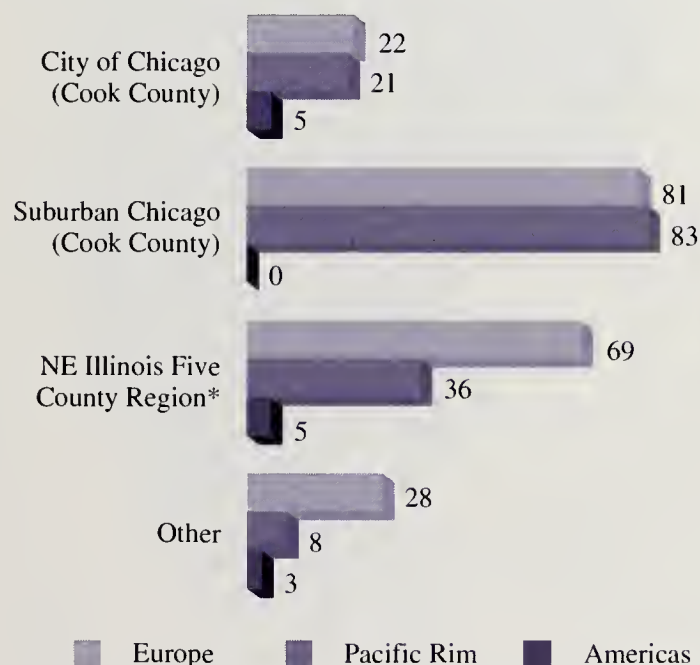 City of Chicago
(Cook County)
22
21
5
Suburban Chicago
(Cook County)
81
83
0
NE Illinois Five
County Region*
69
36
5
Other
28
8
3
Europe Pacific Rim Americas